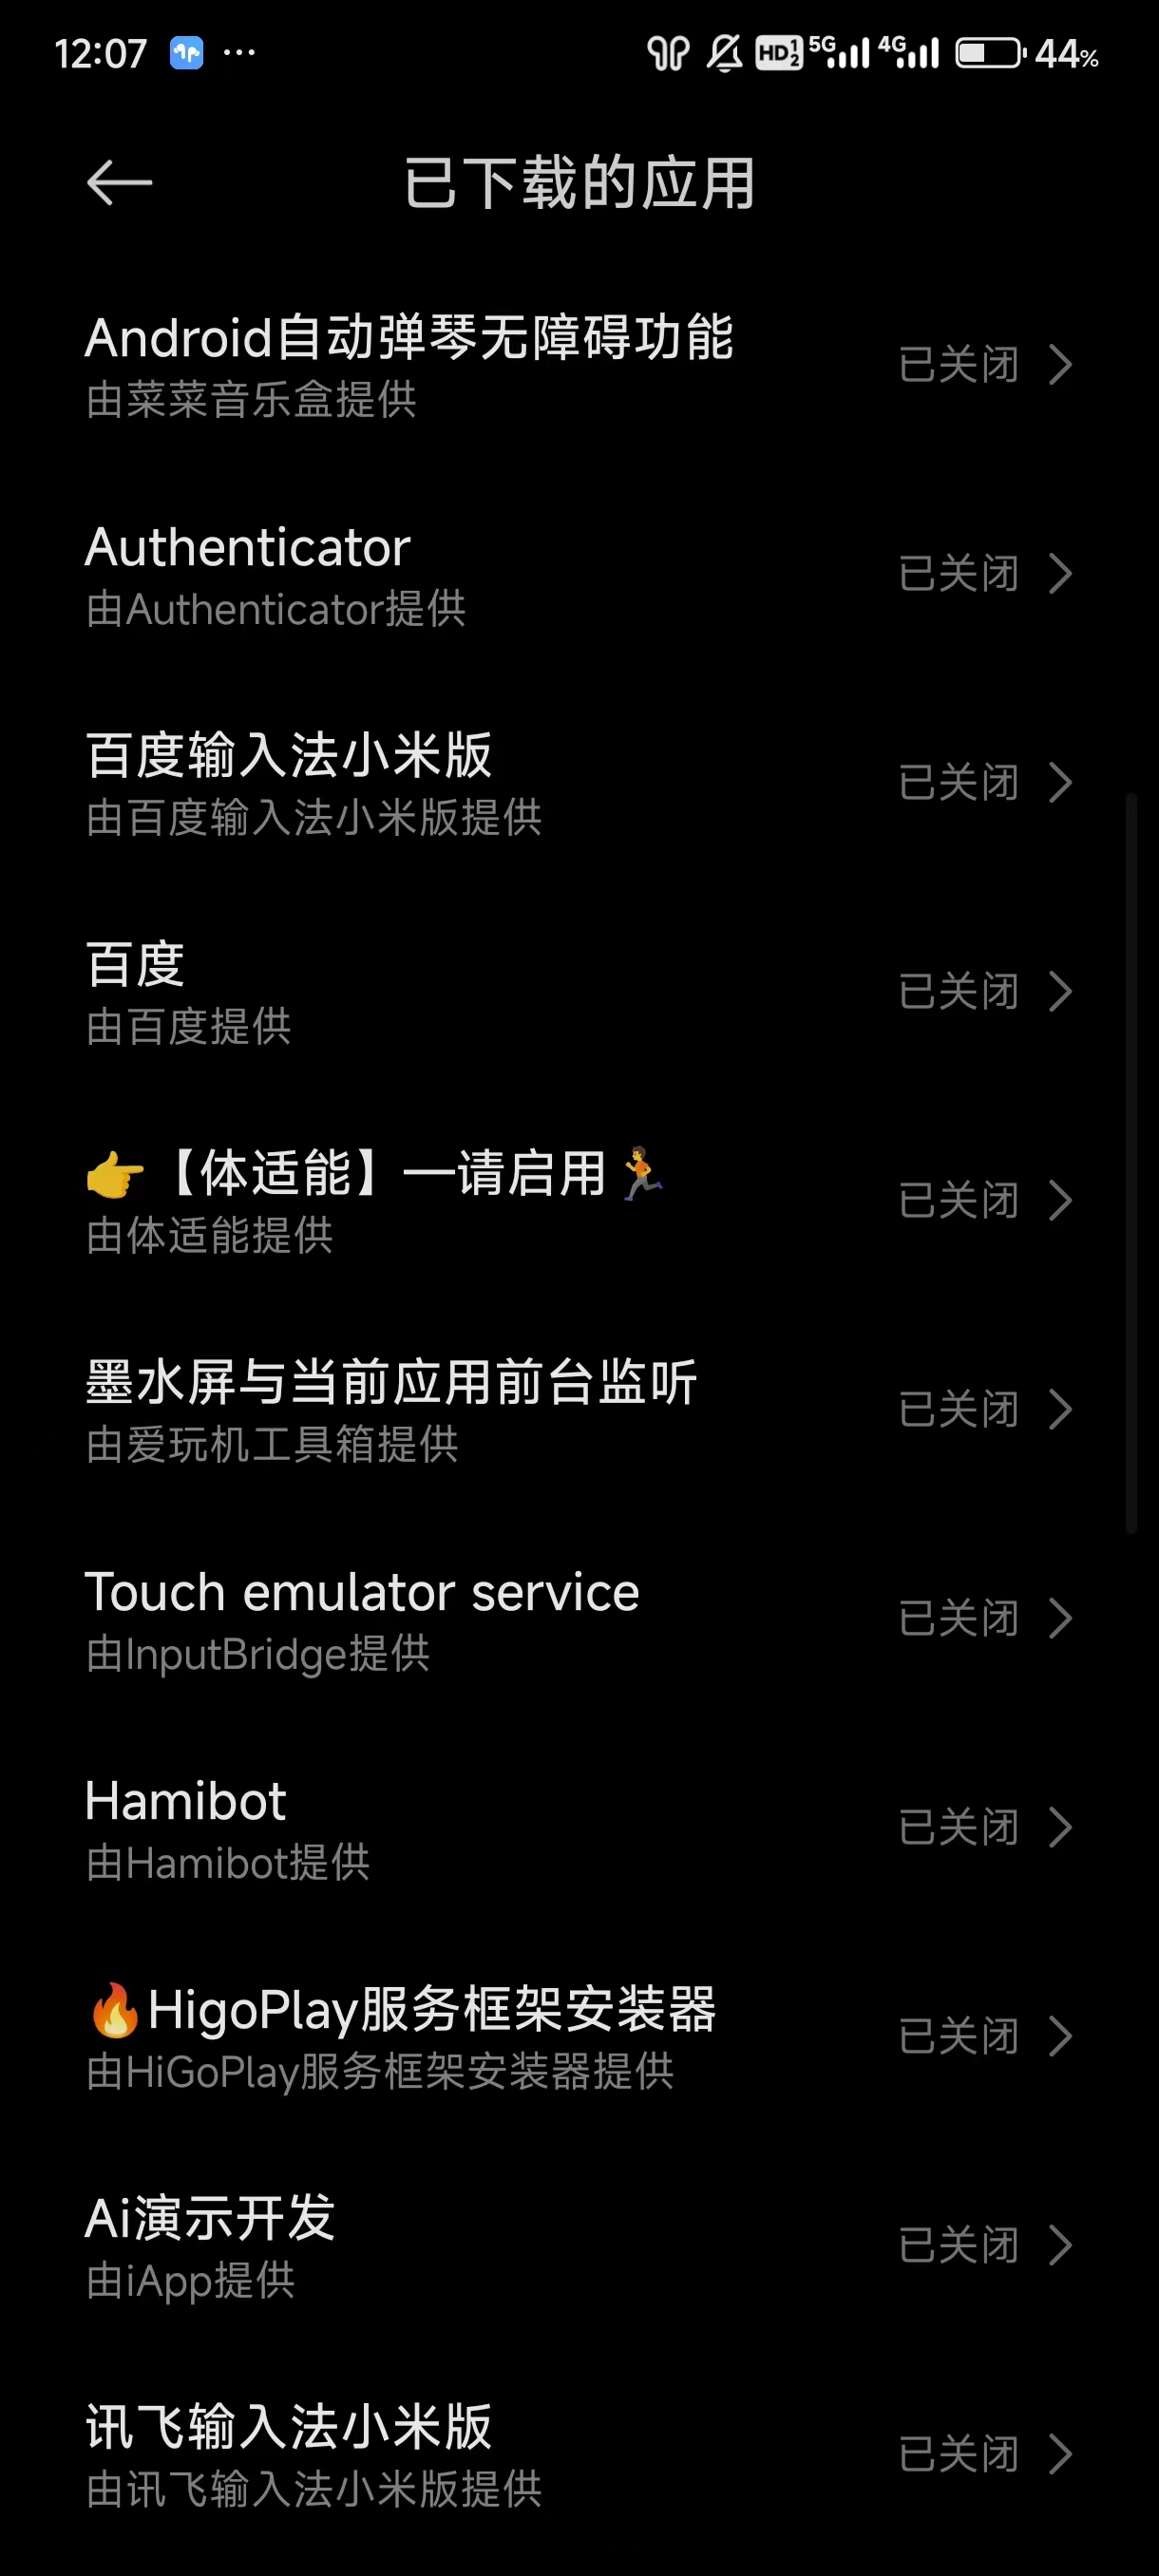 12:07 ··· HD 1 2 5G 4G 44%
已下载的应用
Android自动弹琴无障碍功能
由菜菜音乐盒提供
已关闭
Authenticator
由Authenticator提供
已关闭
百度输入法小米版
由百度输入法小米版提供
已关闭
百度
由百度提供
已关闭
👉【体适能】—请启用🏃
由体适能提供
已关闭
墨水屏与当前应用前台监听
由爱玩机工具箱提供
已关闭
Touch emulator service
由InputBridge提供
已关闭
Hamibot
由Hamibot提供
已关闭
🔥HigoPlay服务框架安装器
由HiGoPlay服务框架安装器提供
已关闭
Ai演示开发
由iApp提供
已关闭
讯飞输入法小米版
由讯飞输入法小米版提供
已关闭